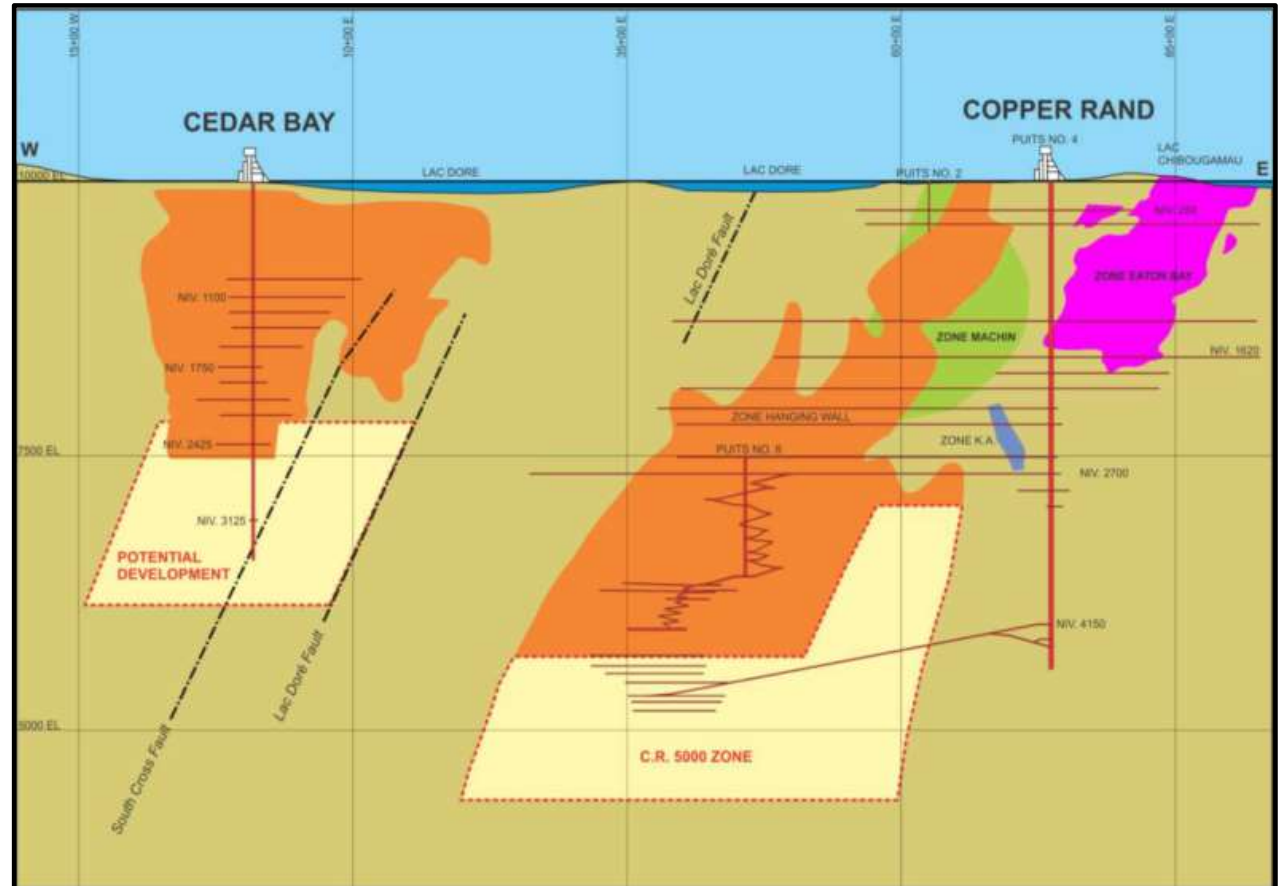 15+00 W
10+00 E
35+00 E
60+00 E
85+00 E
CEDAR BAY
COPPER RAND
PUITS NO. 4
W
LAC DORE
LAC DORE
PUITS NO. 2
LAC
CHIBOUGAMAU
E
10000 EL
NIV. 250
Lac Doré Fault
ZONE EATON BAY
NIV. 1100
ZONE MACHIN
NIV. 1620
NIV. 1750
ZONE HANGING WALL
NIV. 2425
ZONE K.A.
7500 EL
PUITS NO. 6
NIV. 2700
NIV. 3125
POTENTIAL
DEVELOPMENT
NIV. 4150
Lac Doré Fault
South Cross Fault
5000 EL
C.R. 5000 ZONE